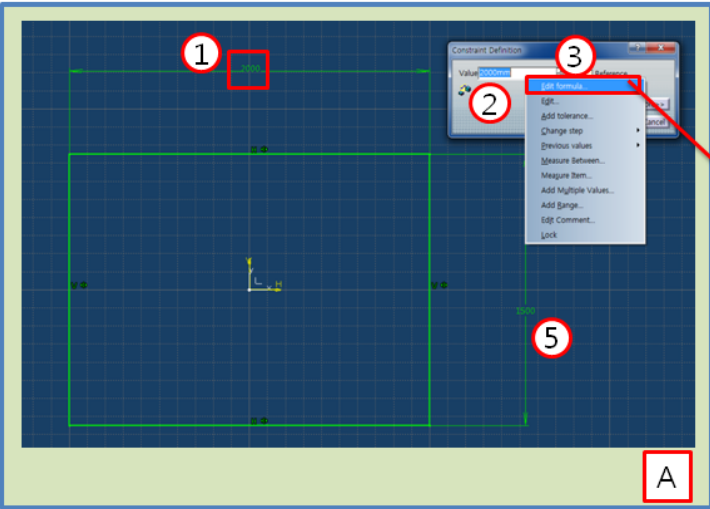 1
2000
Constraint Definition
3
Value 2000mm
Reference
2
Edit formula...
Edit...
Cancel
Add tolerance...
Change step
Previous values
Measure Between...
Measure Item...
Add Multiple Values...
Add Range...
Edit Comment...
Lock
V
H
1500
5
A